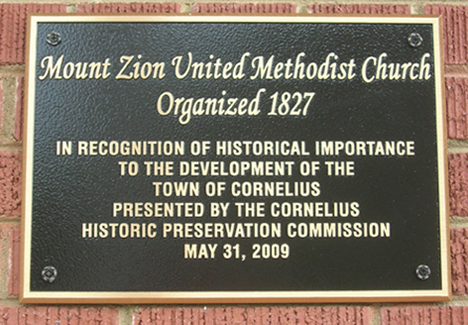 Mount Zion United Methodist Church
Organized 1827
IN RECOGNITION OF HISTORICAL IMPORTANCE
TO THE DEVELOPMENT OF THE
TOWN OF CORNELIUS
PRESENTED BY THE CORNELIUS
HISTORIC PRESERVATION COMMISSION
MAY 31, 2009